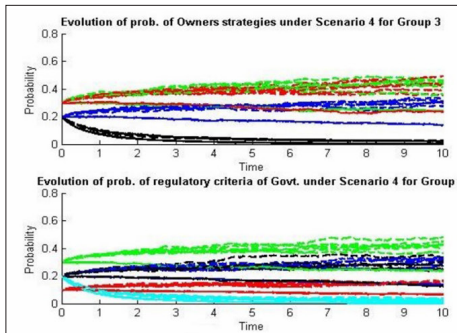 Evolution of prob. of Owners strategies under Scenario 4 for Group 3
0.8
0.6
0.4
0.2
0
Probability
0 1 2 3 4 5 6 7 8 9 10
Time
Evolution of prob. of regulatory criteria of Govt. under Scenario 4 for Group
0.8
0.6
0.4
0.2
0
Probability
0 1 2 3 4 5 6 7 8 9 10
Time